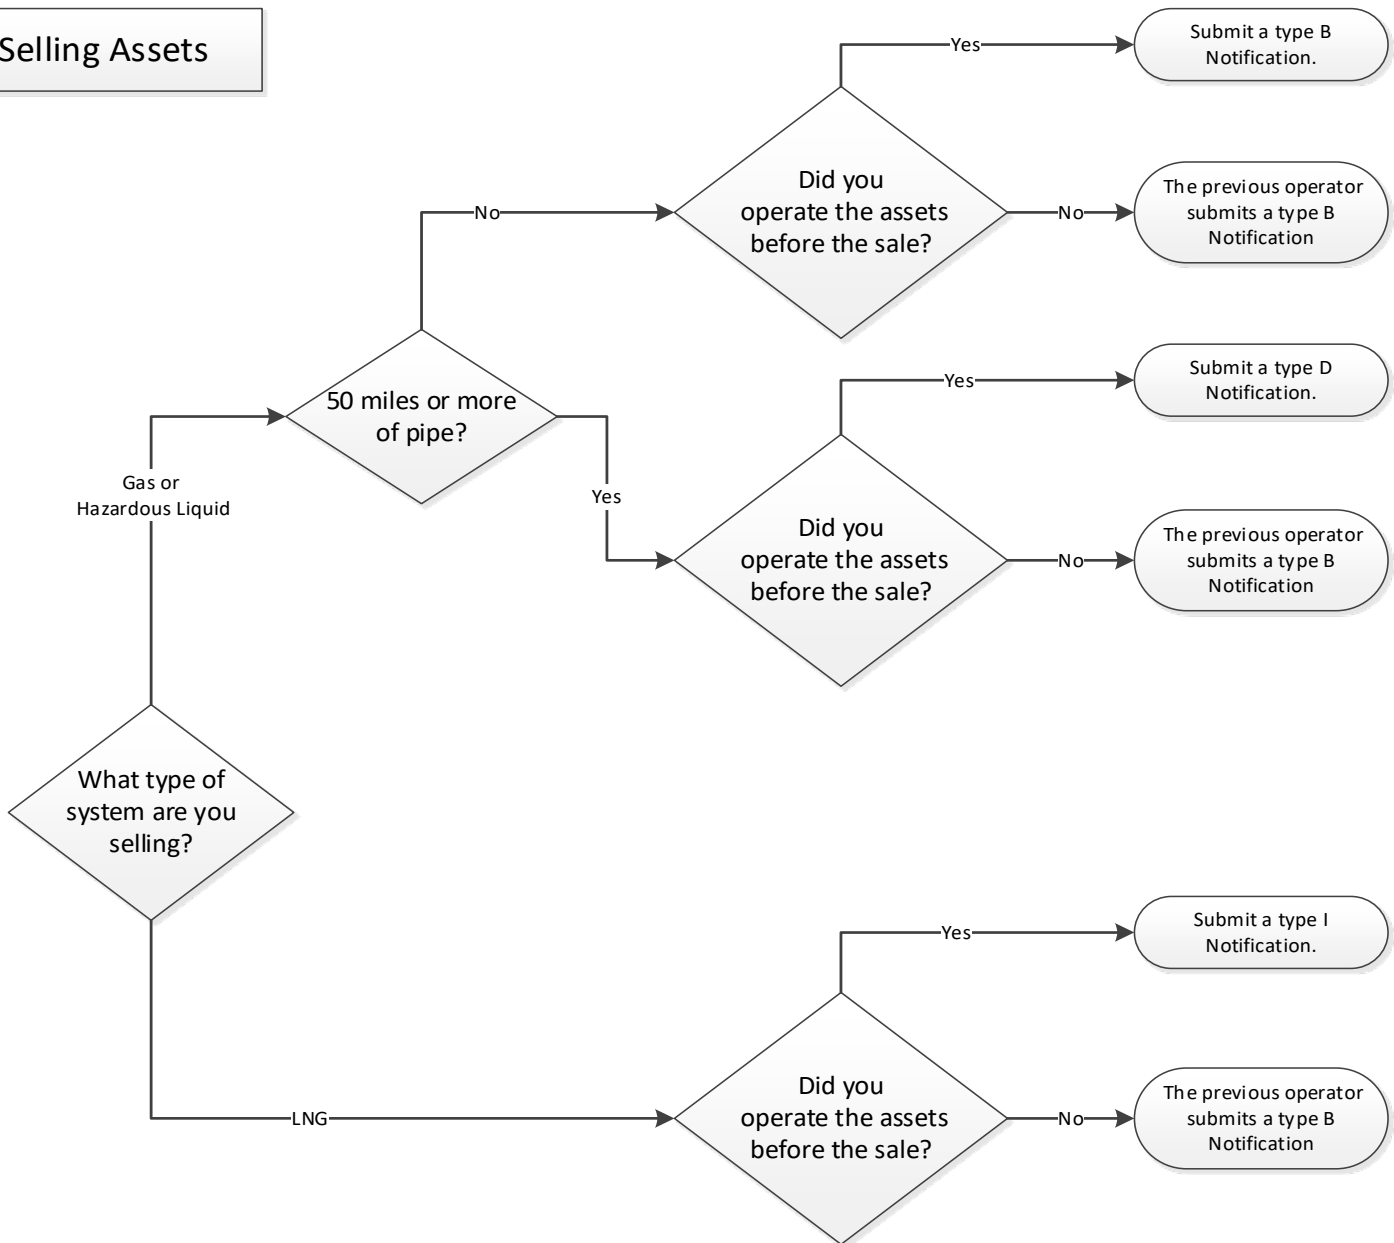 Selling Assets
Yes
Submit a type B
Notification.
Did you
operate the assets
before the sale?
No
The previous operator
submits a type B
Notification
No
50 miles or more
of pipe?
Yes
Submit a type D
Notification.
Gas or
Hazardous Liquid
Yes
Did you
operate the assets
before the sale?
No
The previous operator
submits a type B
Notification
What type of
system are you
selling?
Yes
Submit a type I
Notification.
LNG
Did you
operate the assets
before the sale?
No
The previous operator
submits a type B
Notification